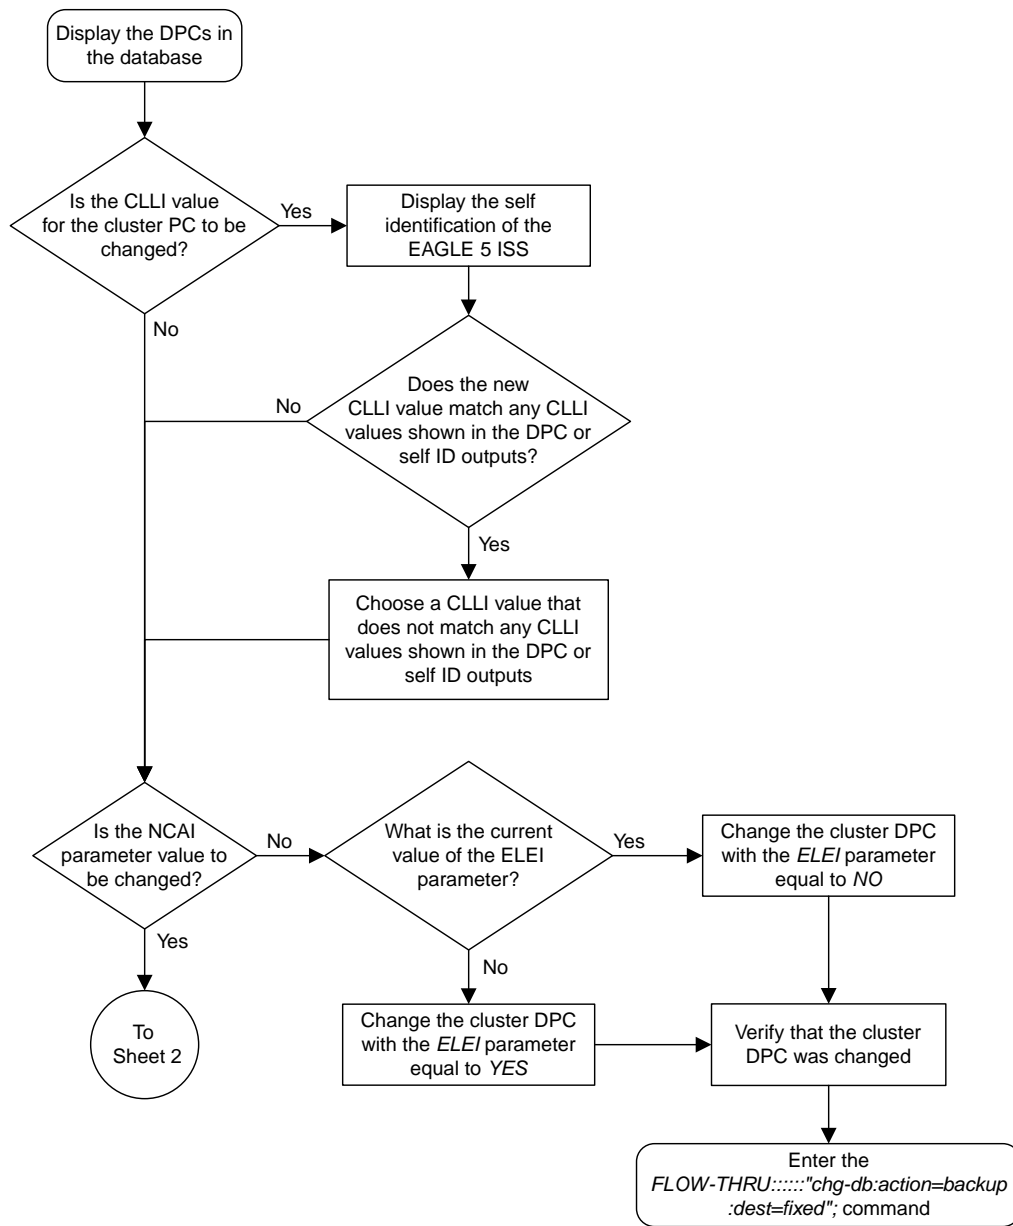 Display the DPCs in
the database
Is the CLLI value
for the cluster PC to be
changed?
Yes
Display the self
identification of the
EAGLE 5 ISS
No
Does the new
CLLI value match any CLLI
values shown in the DPC or
self ID outputs?
No
Yes
Choose a CLLI value that
does not match any CLLI
values shown in the DPC or
self ID outputs
Is the NCAI
parameter value to
be changed?
No
What is the current
value of the ELEI
parameter?
Yes
Change the cluster DPC
with the ELEI parameter
equal to NO
Yes
No
To
Sheet 2
Change the cluster DPC
with the ELEI parameter
equal to YES
Verify that the cluster
DPC was changed
Enter the
FLOW-THRU::::::"chg-db:action=backup
:dest=fixed"; command